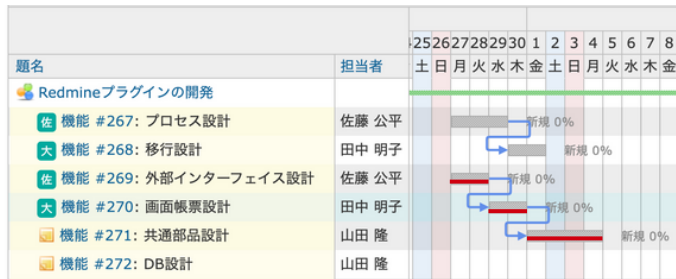 25 26 27 28 29 30 1 2 3 4 5 6 7 8
題名 担当者 土 日 月 火 水 木 金 土 日 月 火 水 木 金
Redmineプラグインの開発
佐 機能 #267: プロセス設計 佐藤 公平 新規 0%
大 機能 #268: 移行設計 田中 明子 新規 0%
佐 機能 #269: 外部インターフェイス設計 佐藤 公平 新規 0%
大 機能 #270: 画面帳票設計 田中 明子 新規 0%
機能 #271: 共通部品設計 山田 隆 新規 0%
機能 #272: DB設計 山田 隆